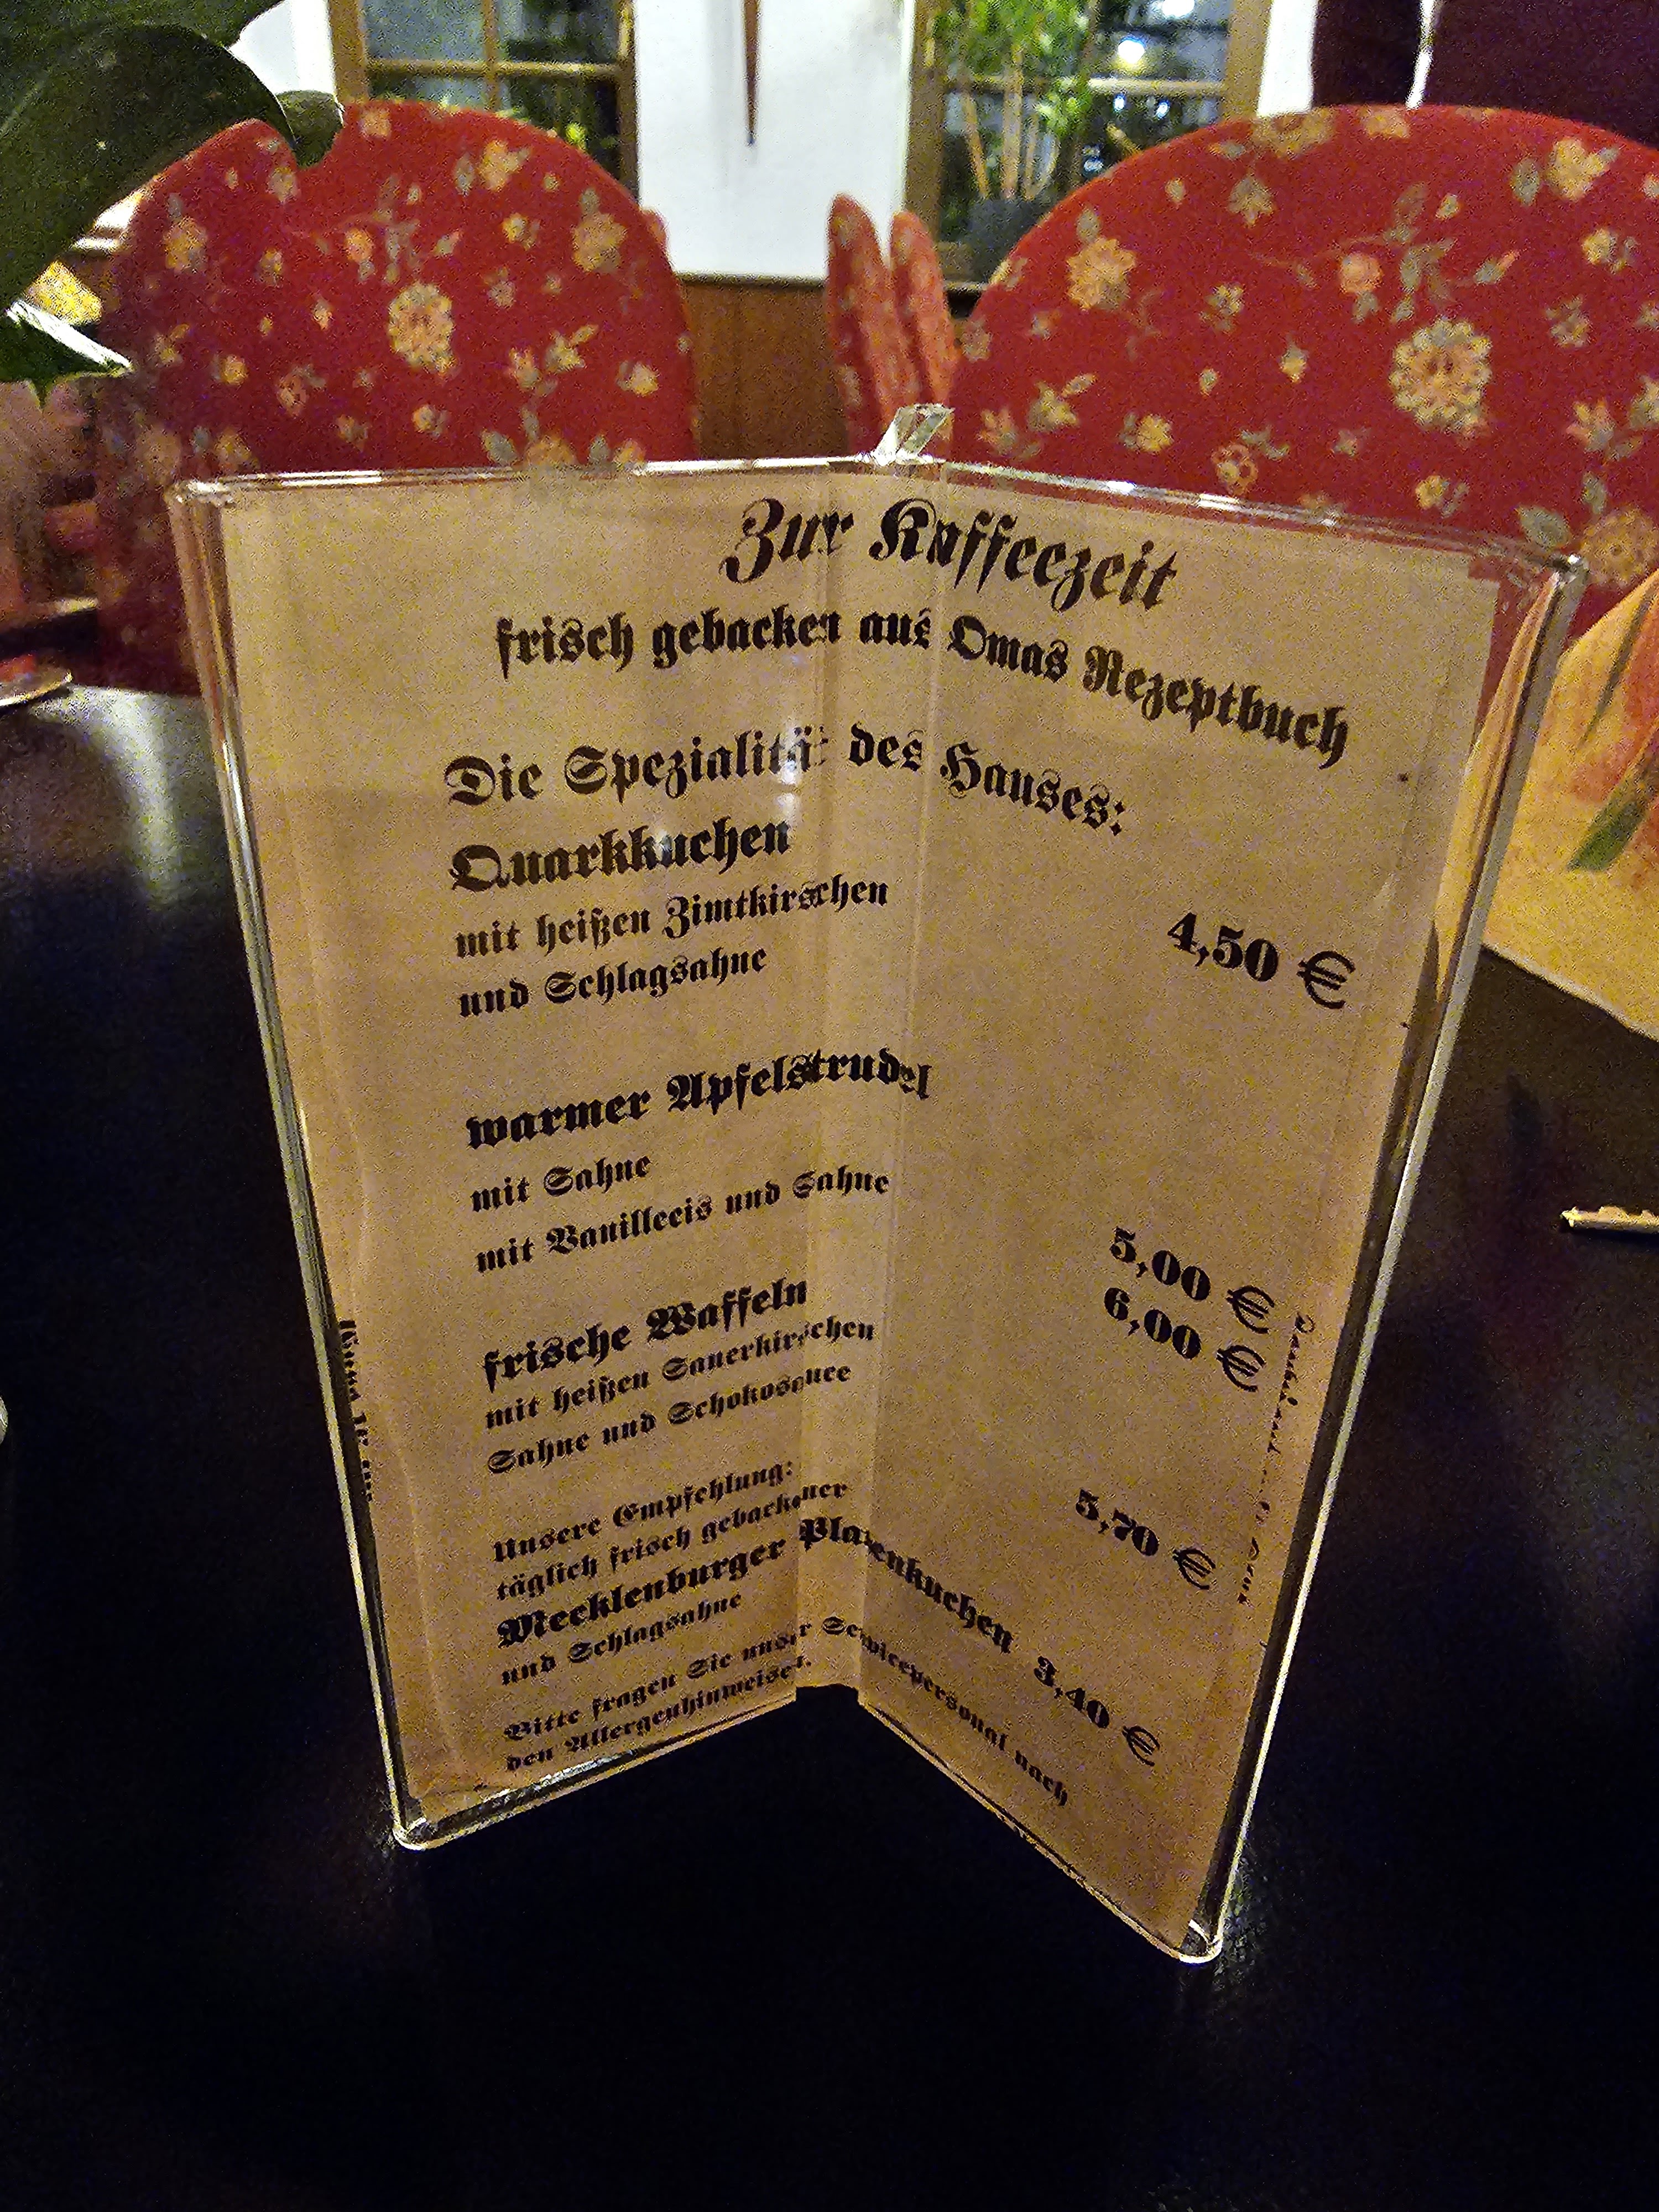 Zur Kaffeezeit
frisch gebacken aus Omas Rezeptbuch
Die Spezialität des Hauses:
Quarkkuchen
mit heißen Zimtkirschen
und Schlagsahne 4,50 €
warmer Apfelstrudel
mit Sahne 5,00 €
mit Vanilleeis und Sahne 6,00 €
frische Waffeln
mit heißen Sauerkirschen
Sahne und Schokosauce 5,70 €
Unsere Empfehlung:
täglich frisch gebackener
Mecklenburger Plattenkuchen
und Schlagsahne 3,40 €
Bitte fragen Sie unser Servicepersonal nach
den Allergenhinweisen.